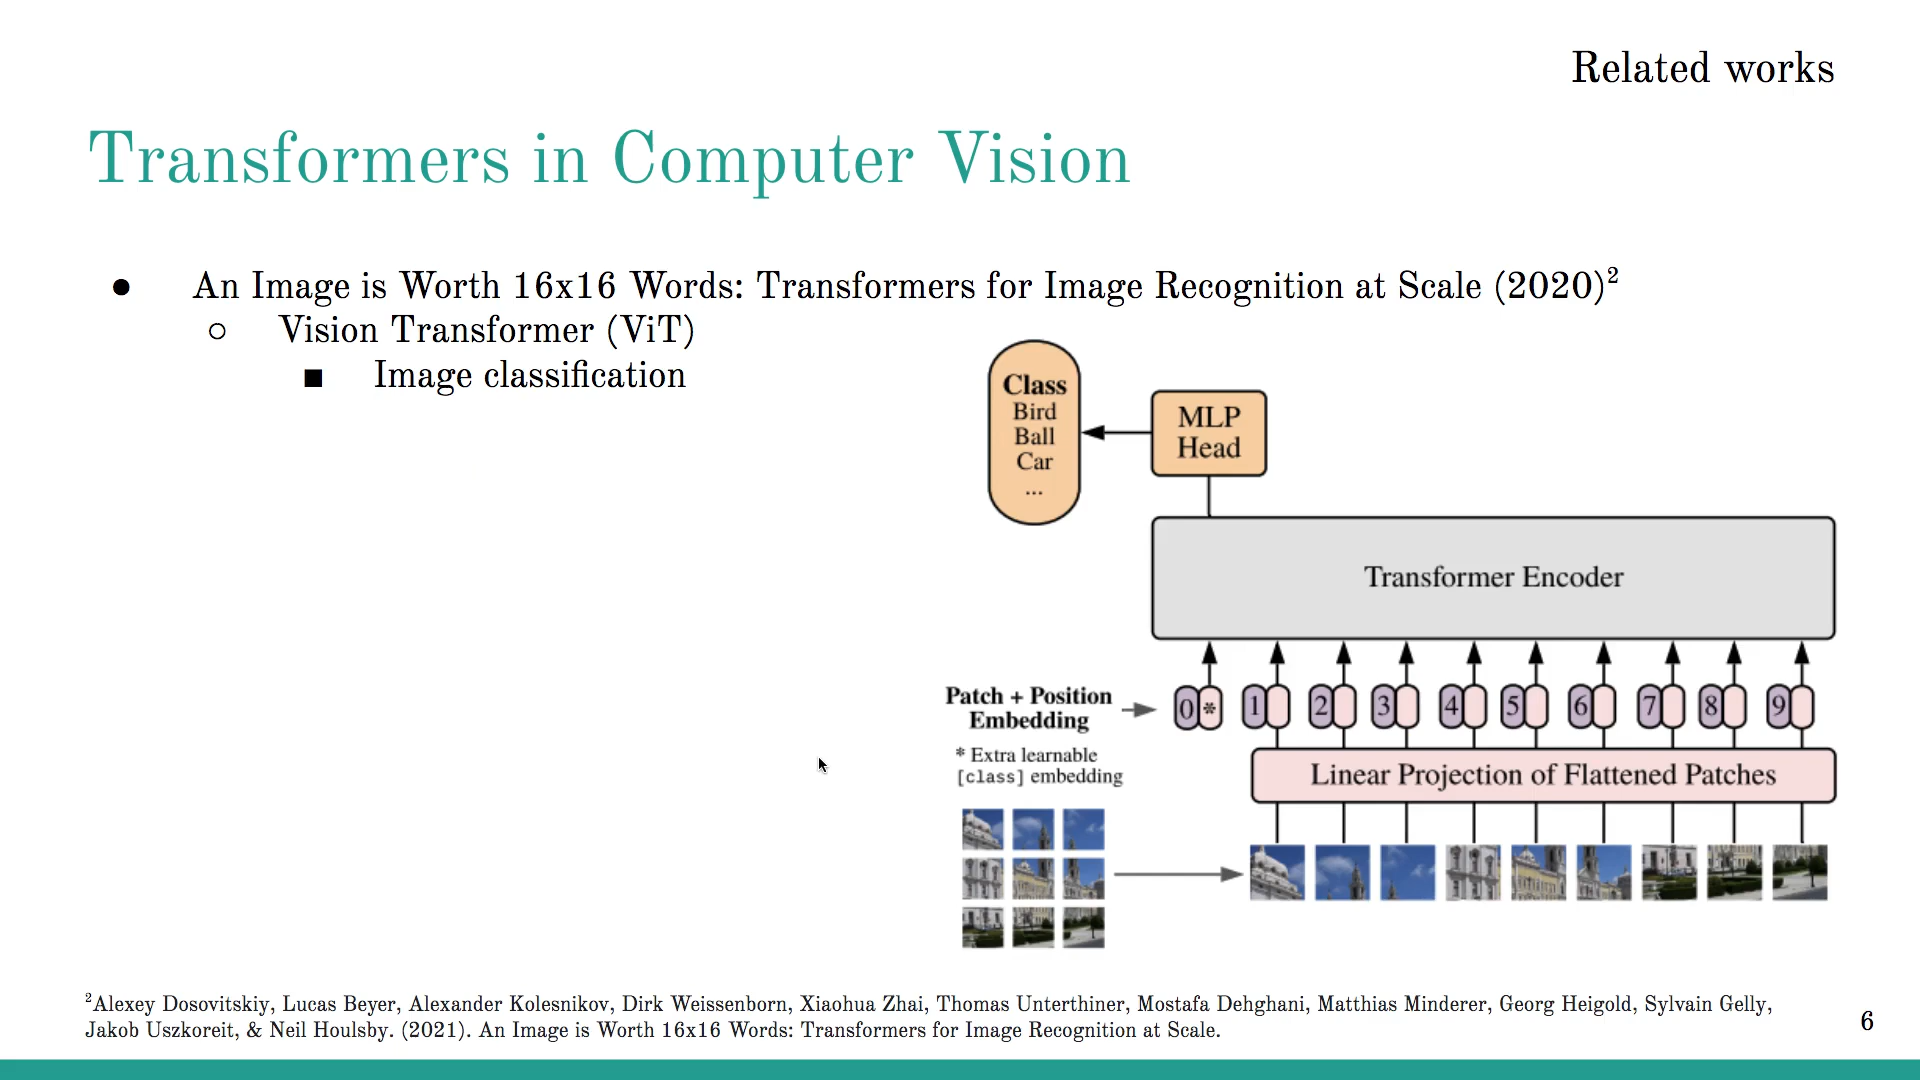 Related works
Transformers in Computer Vision
● An Image is Worth 16x16 Words: Transformers for Image Recognition at Scale (2020)²
○ Vision Transformer (ViT)
■ Image classification
Class
Bird
Ball
Car
...
MLP
Head
Transformer Encoder
Patch + Position
Embedding
0 * 1 2 3 4 5 6 7 8 9
* Extra learnable
[class] embedding
Linear Projection of Flattened Patches
²Alexey Dosovitskiy, Lucas Beyer, Alexander Kolesnikov, Dirk Weissenborn, Xiaohua Zhai, Thomas Unterthiner, Mostafa Dehghani, Matthias Minderer, Georg Heigold, Sylvain Gelly,
Jakob Uszkoreit, & Neil Houlsby. (2021). An Image is Worth 16x16 Words: Transformers for Image Recognition at Scale.
6